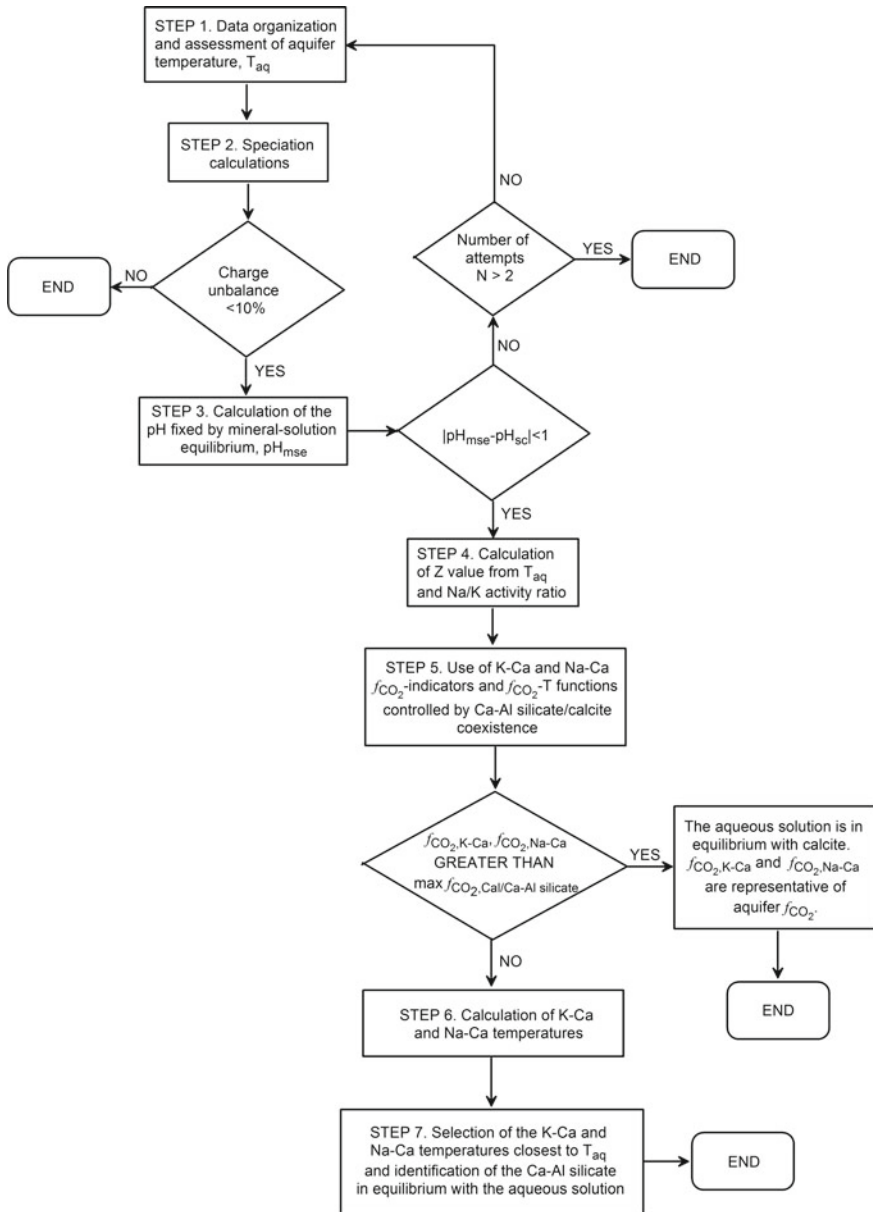 STEP 1. Data organization
and assessment of aquifer
temperature, Taq
STEP 2. Speciation
calculations
NO
Number of
attempts
N > 2
YES
END
END
NO
Charge
unbalance
<10%
YES
NO
STEP 3. Calculation of the
pH fixed by mineral-solution
equilibrium, pHmse
|pHmse-pHsc|<1
YES
STEP 4. Calculation
of Z value from Taq
and Na/K activity ratio
STEP 5. Use of K-Ca and Na-Ca
fCO2-indicators and fCO2-T functions
controlled by Ca-Al silicate/calcite
coexistence
fCO2,K-Ca, fCO2,Na-Ca
GREATER THAN
max fCO2,Cal/Ca-Al silicate
YES
The aqueous solution is in
equilibrium with calcite.
fCO2,K-Ca and fCO2,Na-Ca
are representative of
aquifer fCO2.
NO
END
STEP 6. Calculation of K-Ca
and Na-Ca temperatures
STEP 7. Selection of the K-Ca and
Na-Ca temperatures closest to Taq
and identification of the Ca-Al silicate
in equilibrium with the aqueous solution
END